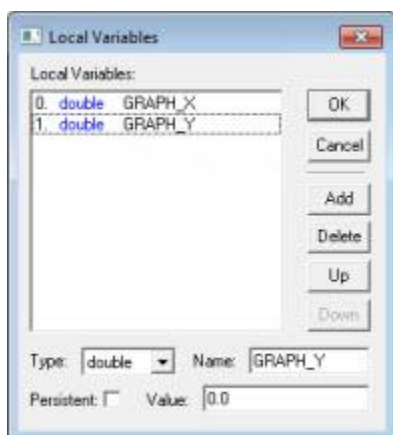 Local Variables
Local Variables:
0. double GRAPH_X
1. double GRAPH_Y
OK
Cancel
Add
Delete
Up
Down
Type: double Name: GRAPH_Y
Persistent: Value: 0.0